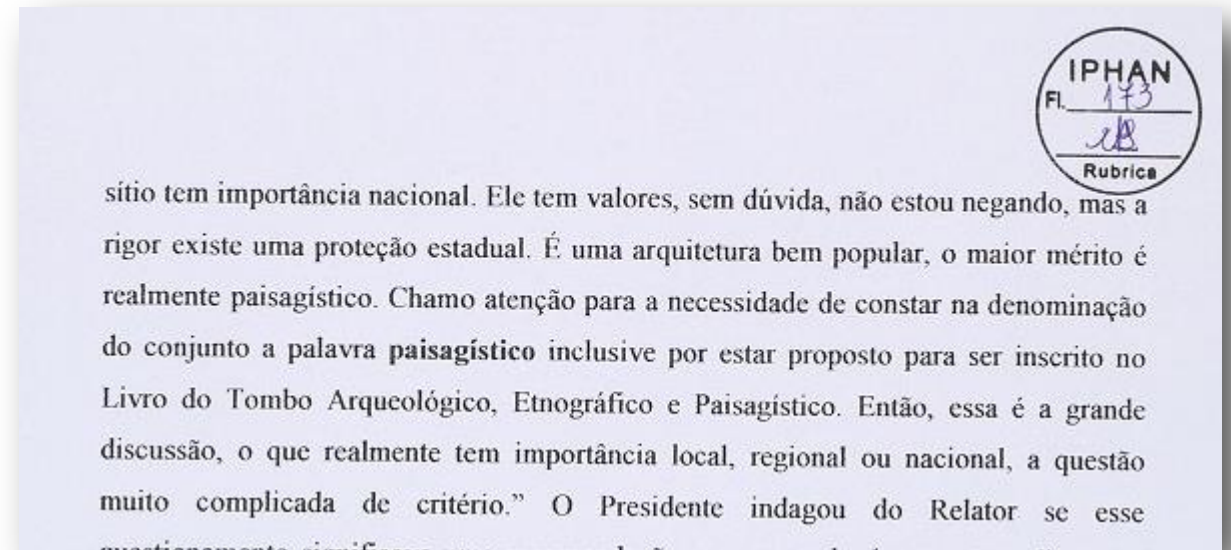 IPHAN
Fl. 173
Rubrica
sítio tem importância nacional. Ele tem valores, sem dúvida, não estou negando, mas a
rigor existe uma proteção estadual. É uma arquitetura bem popular, o maior mérito é
realmente paisagístico. Chamo atenção para a necessidade de constar na denominação
do conjunto a palavra paisagístico inclusive por estar proposto para ser inscrito no
Livro do Tombo Arqueológico, Etnográfico e Paisagístico. Então, essa é a grande
discussão, o que realmente tem importância local, regional ou nacional, a questão
muito complicada de critério.” O Presidente indagou do Relator se esse